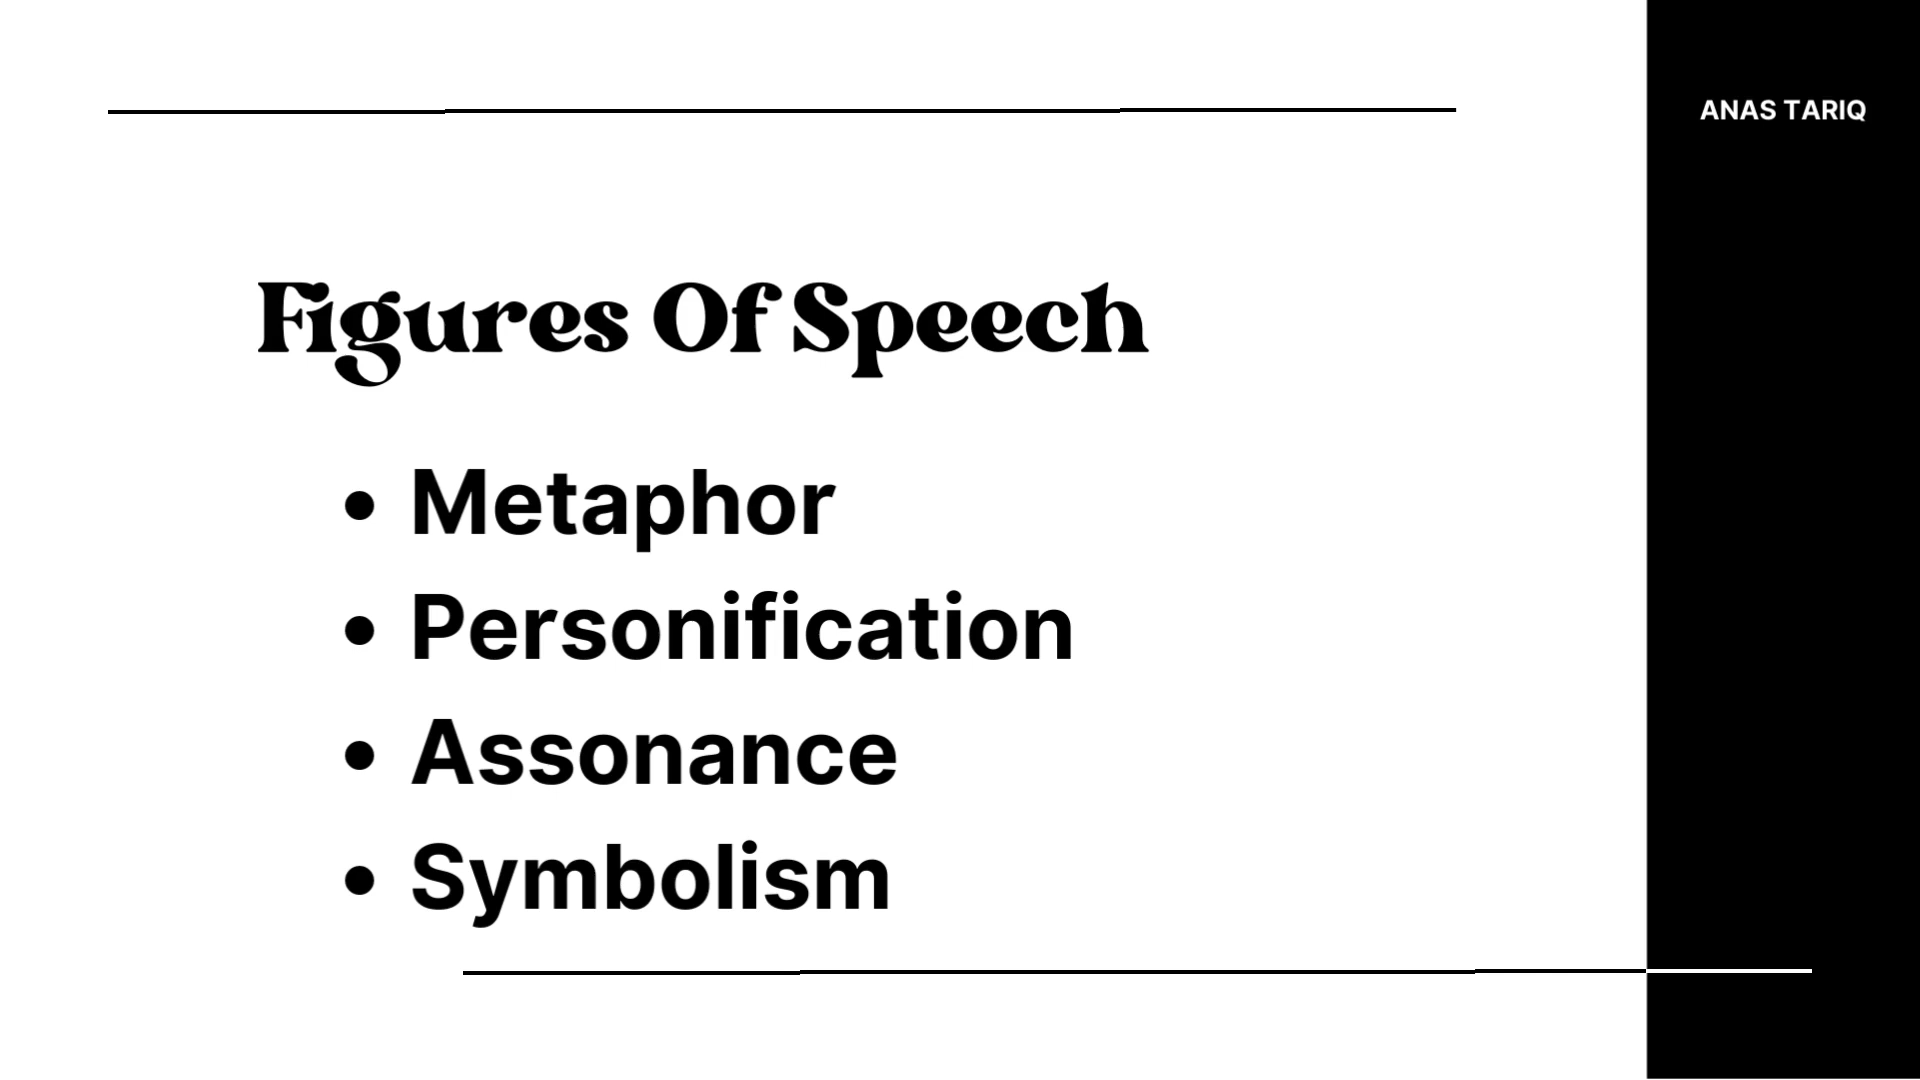 ANAS TARIQ
Figures Of Speech
• Metaphor
• Personification
• Assonance
• Symbolism